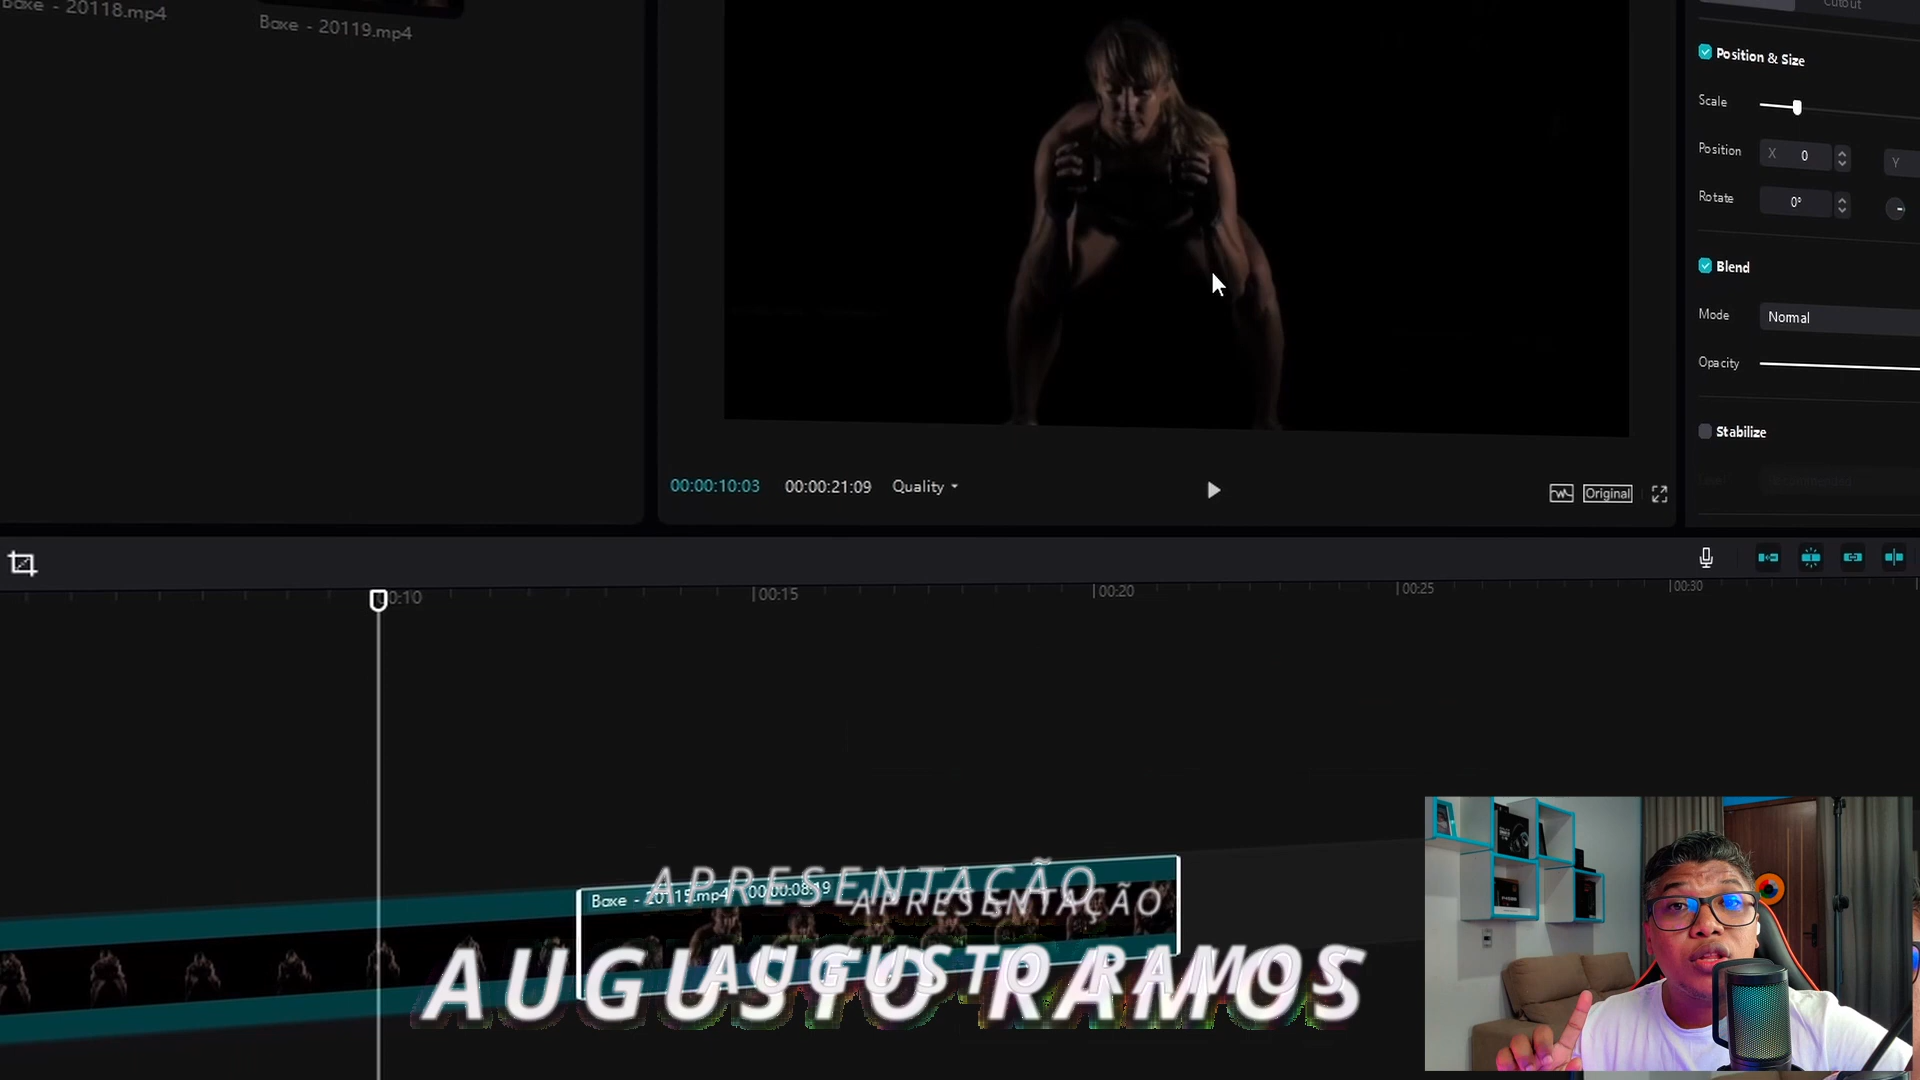 Boxe - 20118.mp4
Boxe - 20119.mp4
Cutout
Position & Size
Scale
Position X 0 Y
Rotate 0°
Blend
Mode Normal
Opacity
Stabilize
00:00:10:03 00:00:21:09 Quality
Original
00:10 00:15 00:20 00:25 00:30
Boxe - 20115.mp4 00:00:08:19
APRESENTAÇÃO
APRESENTAÇÃO
AUGUSTO RAMOS
AUGUSTO RAMOS